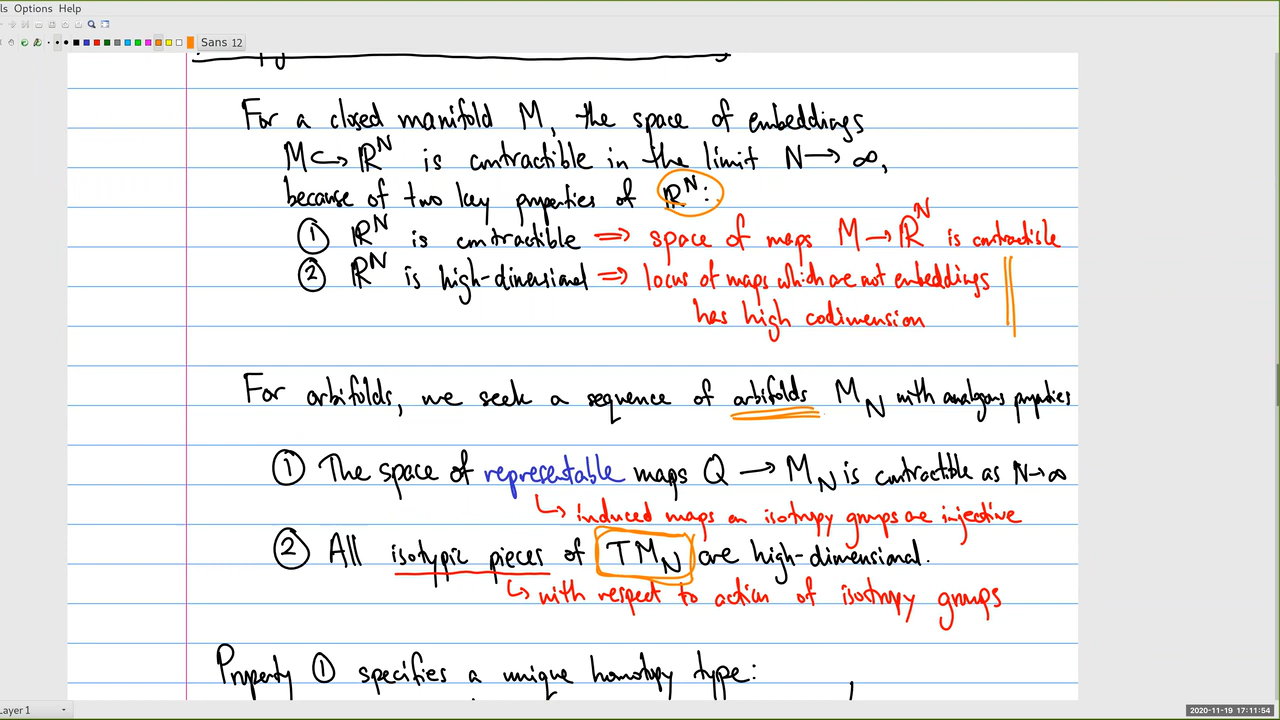 ls Options Help
Sans 12
For a closed manifold M, the space of embeddings
M ↪ ℝ^N is contractible in the limit N → ∞,
because of two key properties of ℝ^N:
① ℝ^N is contractible ⇒ space of maps M → ℝ^N is contractible
② ℝ^N is high-dimensional ⇒ locus of maps which are not embeddings
has high codimension
For orbifolds, we seek a sequence of orbifolds M_N with analogous properties
① The space of representable maps Q → M_N is contractible as N → ∞
↳ induced maps on isotropy groups are injective
② All isotypic pieces of TM_N are high-dimensional.
↳ with respect to action of isotropy groups
Property ① specifies a unique homotopy type:
Layer 1
2020-11-19 17:11:54